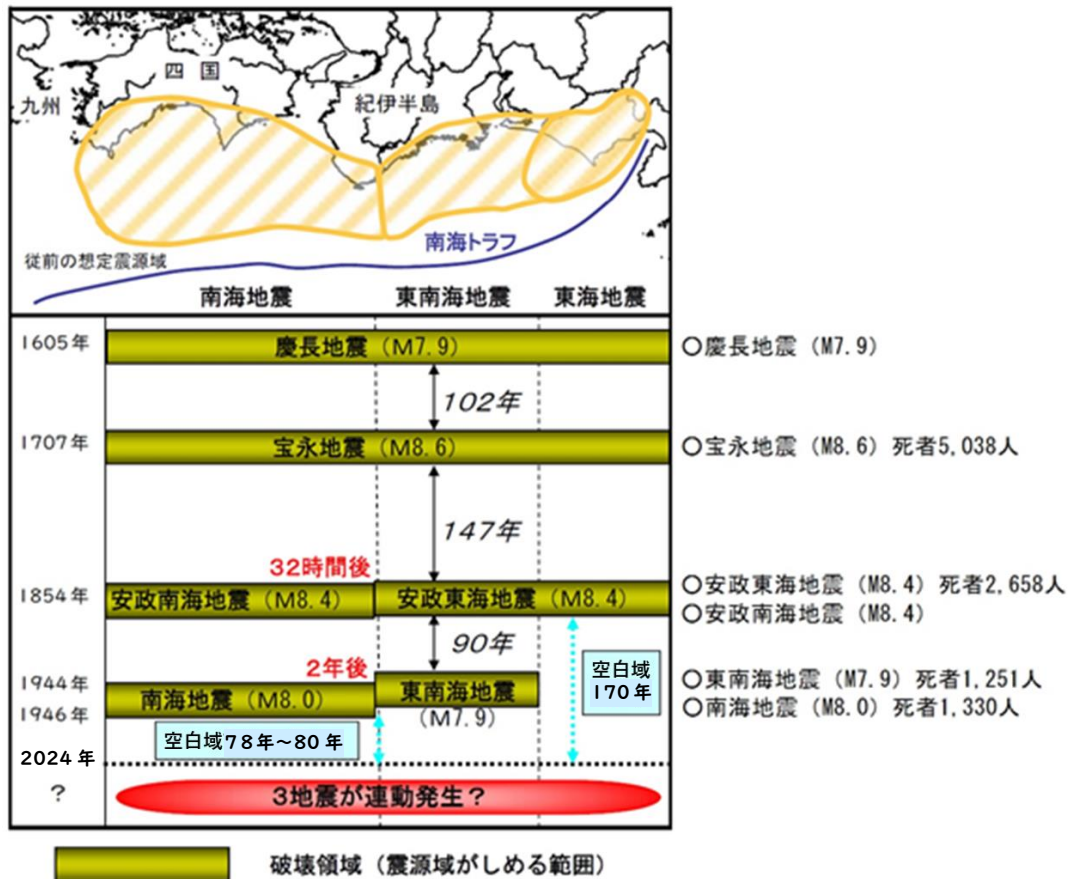 四国
九州
紀伊半島
南海トラフ
従前の想定震源域
南海地震
東南海地震
東海地震
1605年
慶長地震（M7.9）
○慶長地震（M7.9）
102年
1707年
宝永地震（M8.6）
○宝永地震（M8.6）死者5,038人
147年
32時間後
1854年
安政南海地震（M8.4）
安政東海地震（M8.4）
○安政東海地震（M8.4）死者2,658人
○安政南海地震（M8.4）
90年
2年後
空白域
170年
1944年
南海地震（M8.0）
東南海地震
（M7.9）
○東南海地震（M7.9）死者1,251人
○南海地震（M8.0）死者1,330人
1946年
空白域78年～80年
2024年
?
3地震が連動発生？
破壊領域（震源域がしめる範囲）